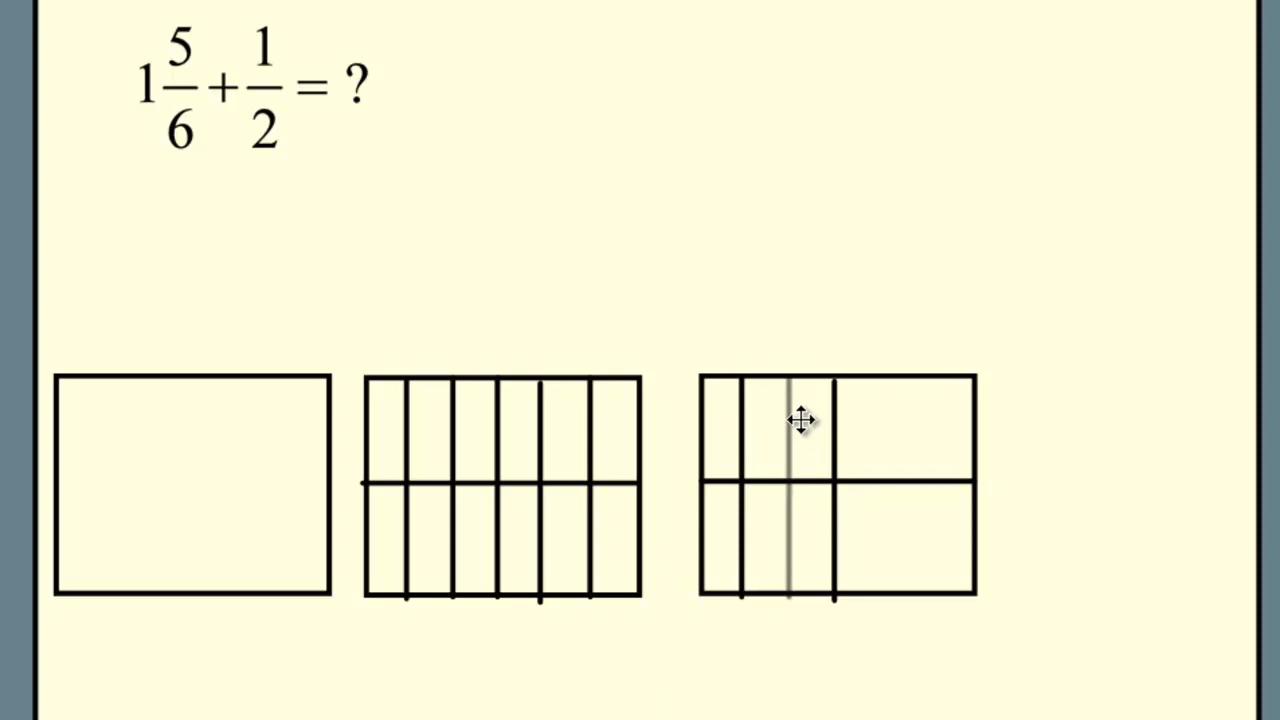 1 5/6 + 1/2 = ?